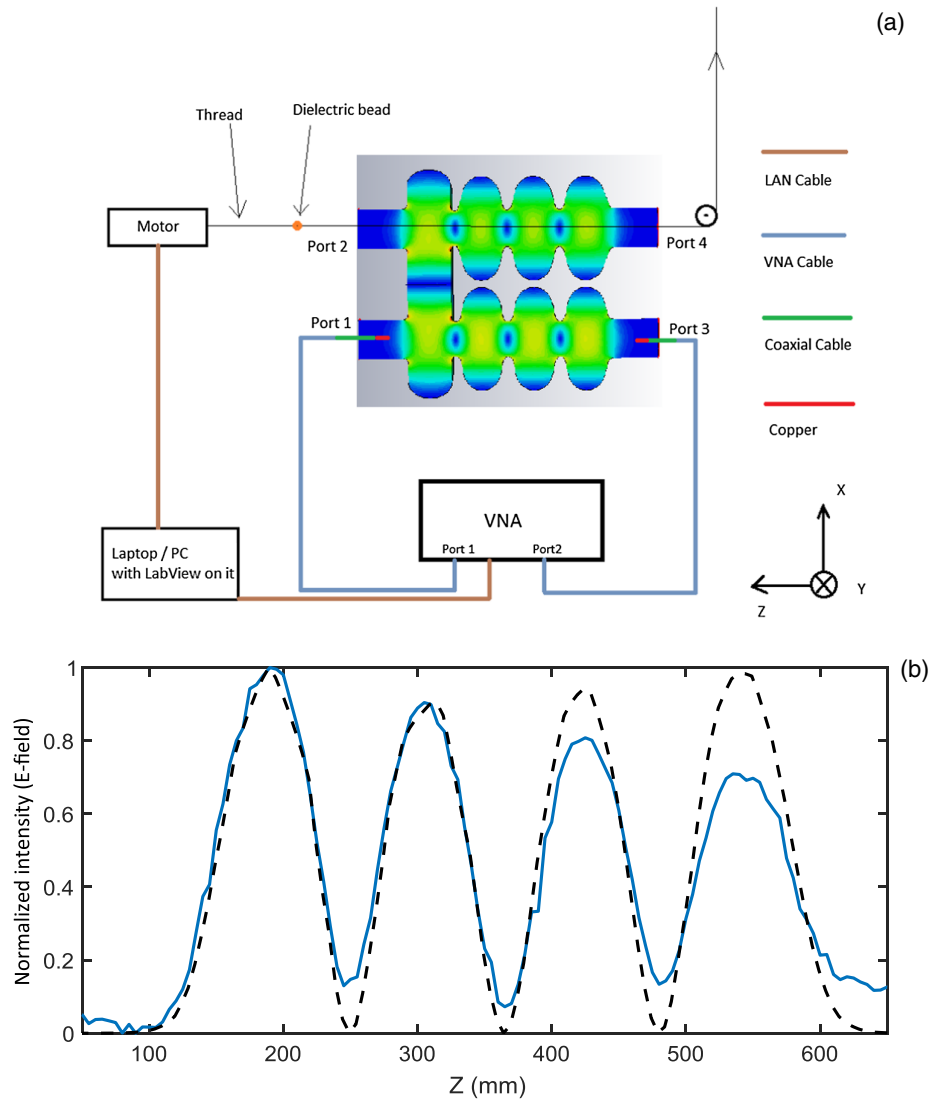 (a)
Thread
Dielectric bead
Motor
Port 2
Port 4
LAN Cable
VNA Cable
Port 1
Port 3
Coaxial Cable
Copper
VNA
Port 1
Port2
Laptop / PC
with LabView on it
X
Y
Z
(b)
Normalized intensity (E-field)
1
0.8
0.6
0.4
0.2
0
100
200
300
400
500
600
Z (mm)